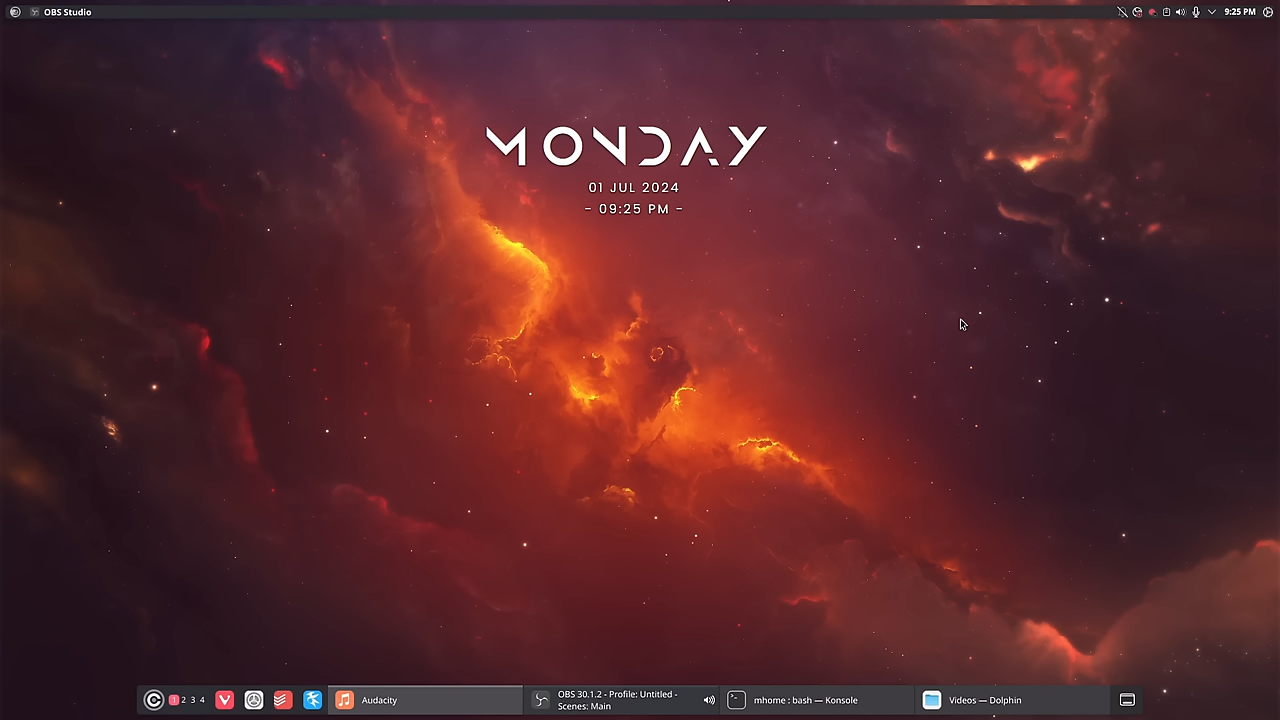 OBS Studio
9:25 PM
MONDAY
01 JUL 2024
- 09:25 PM -
1 2 3 4
Audacity
OBS 30.1.2 - Profile: Untitled -
Scenes: Main
mhome : bash — Konsole
Videos — Dolphin